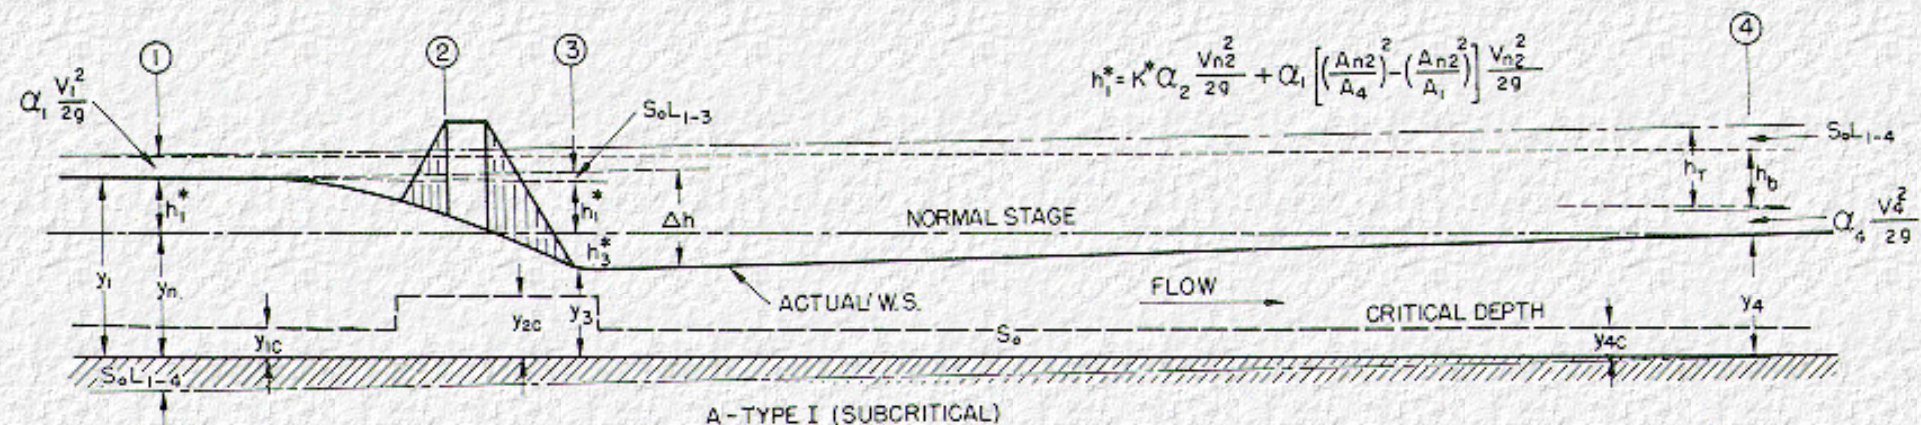 ① ② ③ ④
α₁ V₁²/2g
S₀L₁₋₃
h₁* = K* α₂ Vn2²/2g + α₁ [(An2/A4)² − (An2/A1)²] Vn2²/2g
S₀L₁₋₄
h₁*
h₁*
Δh
NORMAL STAGE
hT
hb
α₄ V₄²/2g
h₃*
y₁
yn
ACTUAL W.S.
FLOW
CRITICAL DEPTH
y₁c
y₂c
y₃
S₀
y₄
y₄c
S₀L₁₋₄
A-TYPE I (SUBCRITICAL)